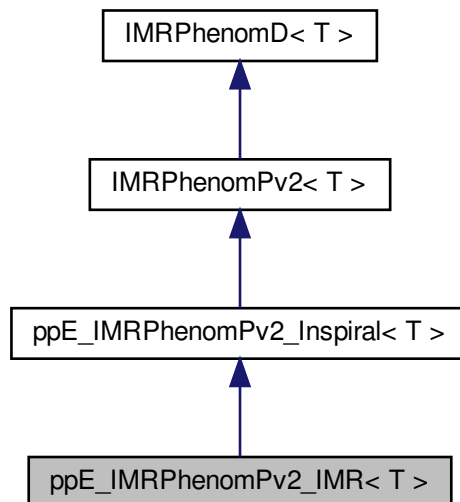 IMRPhenomD< T >
IMRPhenomPv2< T >
ppE_IMRPhenomPv2_Inspiral< T >
ppE_IMRPhenomPv2_IMR< T >